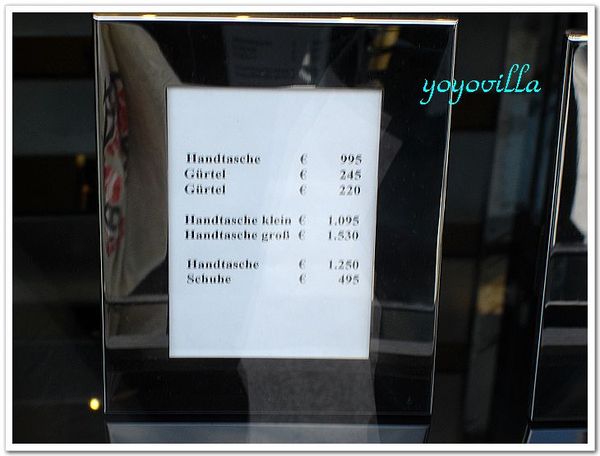 yoyovilla
Handtasche € 995
Gürtel € 245
Gürtel € 220
Handtasche klein € 1.095
Handtasche groß € 1.530
Handtasche € 1.250
Schuhe € 495